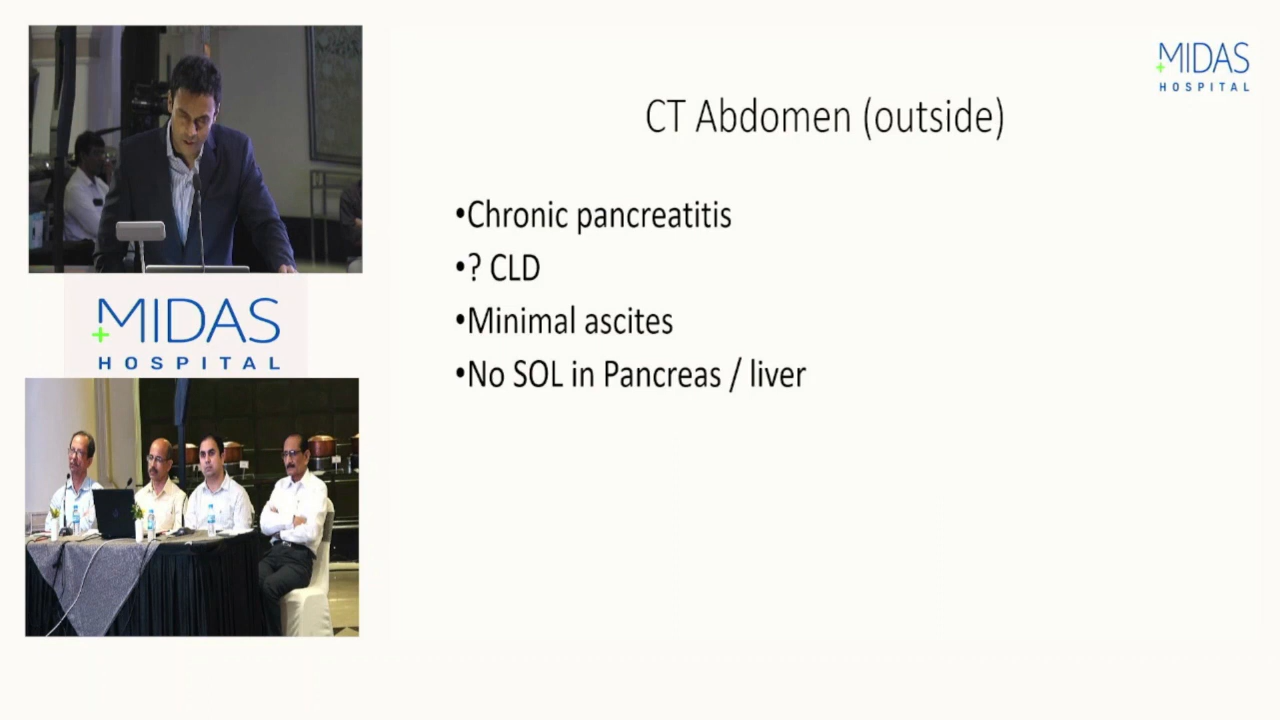 MIDAS
HOSPITAL
CT Abdomen (outside)
•Chronic pancreatitis
•? CLD
•Minimal ascites
•No SOL in Pancreas / liver
MIDAS
HOSPITAL